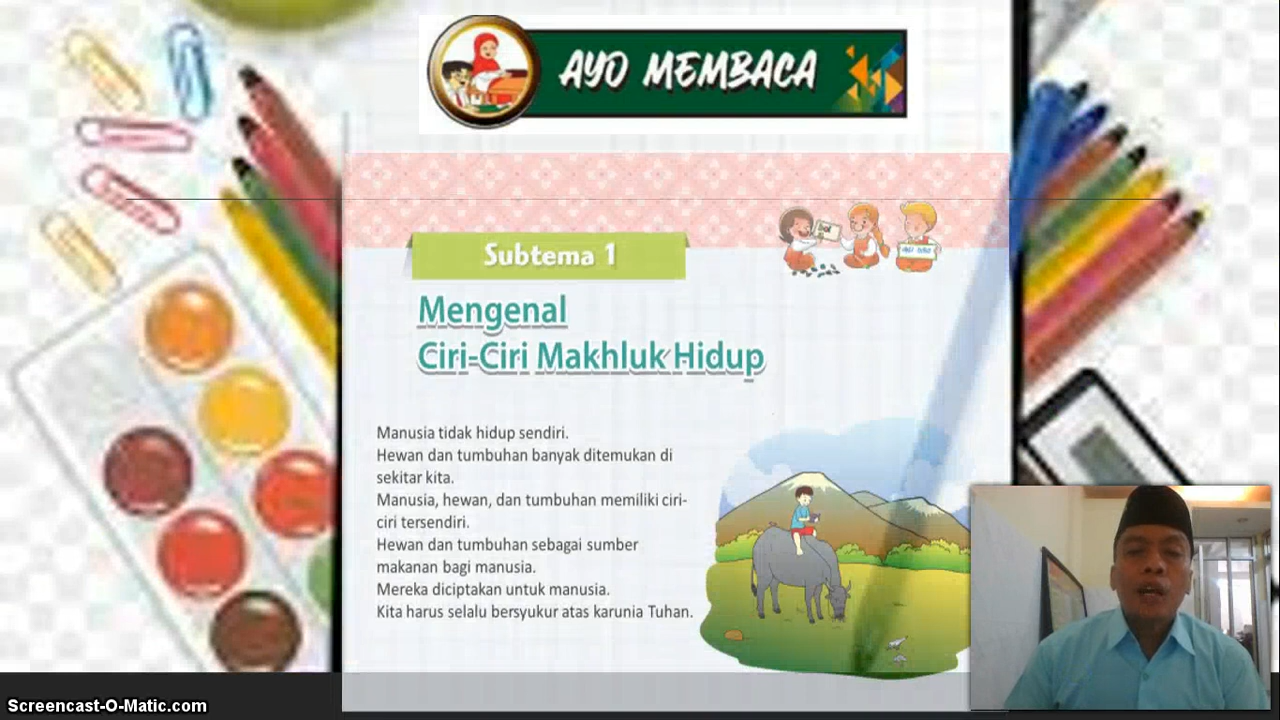 AYO MEMBACA
Subtema 1
Mengenal
Ciri-Ciri Makhluk Hidup
Manusia tidak hidup sendiri.
Hewan dan tumbuhan banyak ditemukan di
sekitar kita.
Manusia, hewan, dan tumbuhan memiliki ciri-
ciri tersendiri.
Hewan dan tumbuhan sebagai sumber
makanan bagi manusia.
Mereka diciptakan untuk manusia.
Kita harus selalu bersyukur atas karunia Tuhan.
Screencast-O-Matic.com